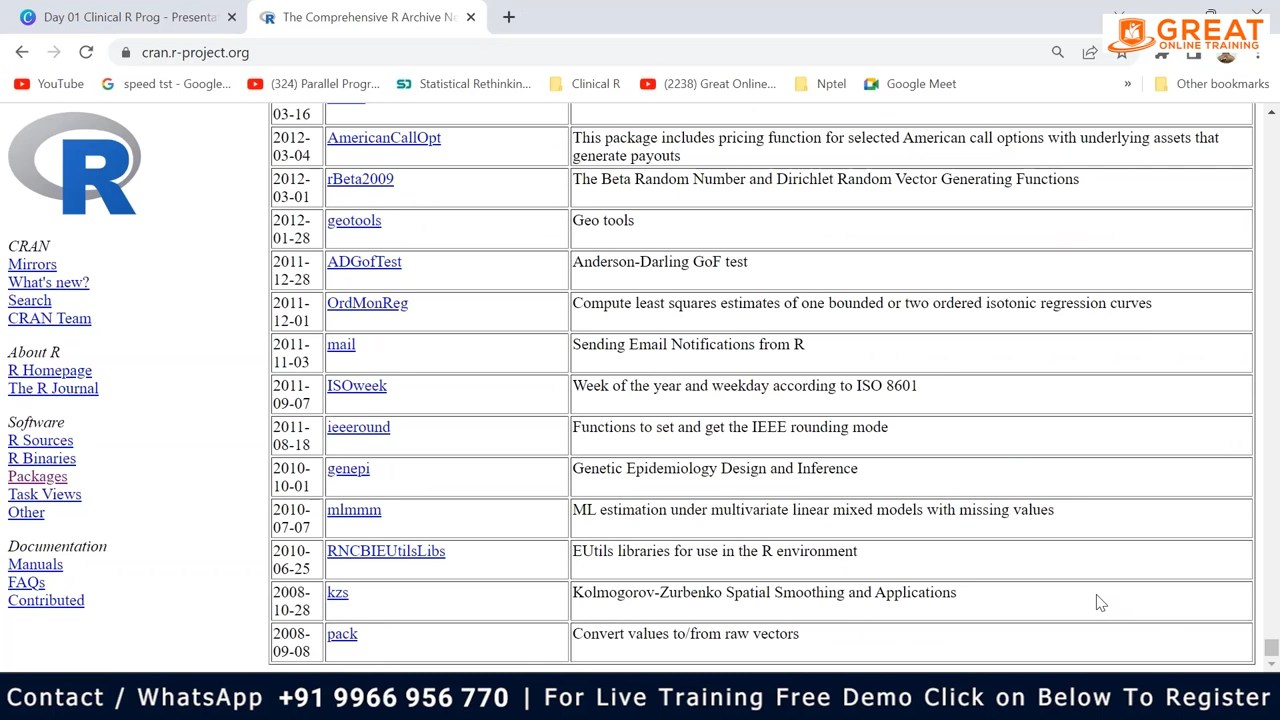 Day 01 Clinical R Prog - Presenta
The Comprehensive R Archive Ne
GREAT
ONLINE TRAINING
cran.r-project.org
YouTube
speed tst - Google...
(324) Parallel Progr...
Statistical Rethinkin...
Clinical R
(2238) Great Online...
Nptel
Google Meet
»
Other bookmarks
R
CRAN
Mirrors
What's new?
Search
CRAN Team
About R
R Homepage
The R Journal
Software
R Sources
R Binaries
Packages
Task Views
Other
Documentation
Manuals
FAQs
Contributed
03-16
2012-
03-04
AmericanCallOpt
This package includes pricing function for selected American call options with underlying assets that
generate payouts
2012-
03-01
rBeta2009
The Beta Random Number and Dirichlet Random Vector Generating Functions
2012-
01-28
geotools
Geo tools
2011-
12-28
ADGofTest
Anderson-Darling GoF test
2011-
12-01
OrdMonReg
Compute least squares estimates of one bounded or two ordered isotonic regression curves
2011-
11-03
mail
Sending Email Notifications from R
2011-
09-07
ISOweek
Week of the year and weekday according to ISO 8601
2011-
08-18
ieeeround
Functions to set and get the IEEE rounding mode
2010-
10-01
genepi
Genetic Epidemiology Design and Inference
2010-
07-07
mlmmm
ML estimation under multivariate linear mixed models with missing values
2010-
06-25
RNCBIEUtilsLibs
EUtils libraries for use in the R environment
2008-
10-28
kzs
Kolmogorov-Zurbenko Spatial Smoothing and Applications
2008-
09-08
pack
Convert values to/from raw vectors
Contact / WhatsApp +91 9966 956 770 | For Live Training Free Demo Click on Below To Register